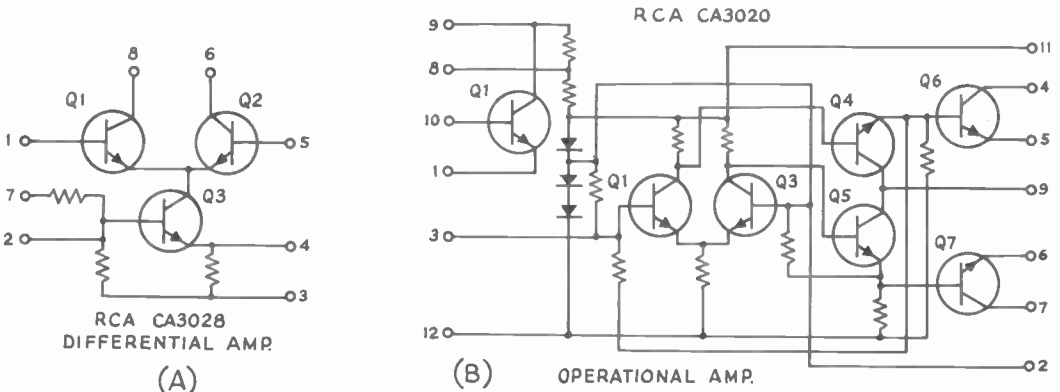 8 6
Q1 Q2
1 5
7
Q3
2 4
3
RCA CA3028
DIFFERENTIAL AMP.
(A)
RCA CA3020
9
11
8
Q6
4
Q1
Q4
10
5
1
Q1 Q3 Q5
9
3
Q7
6
7
12
2
(B) OPERATIONAL AMP.